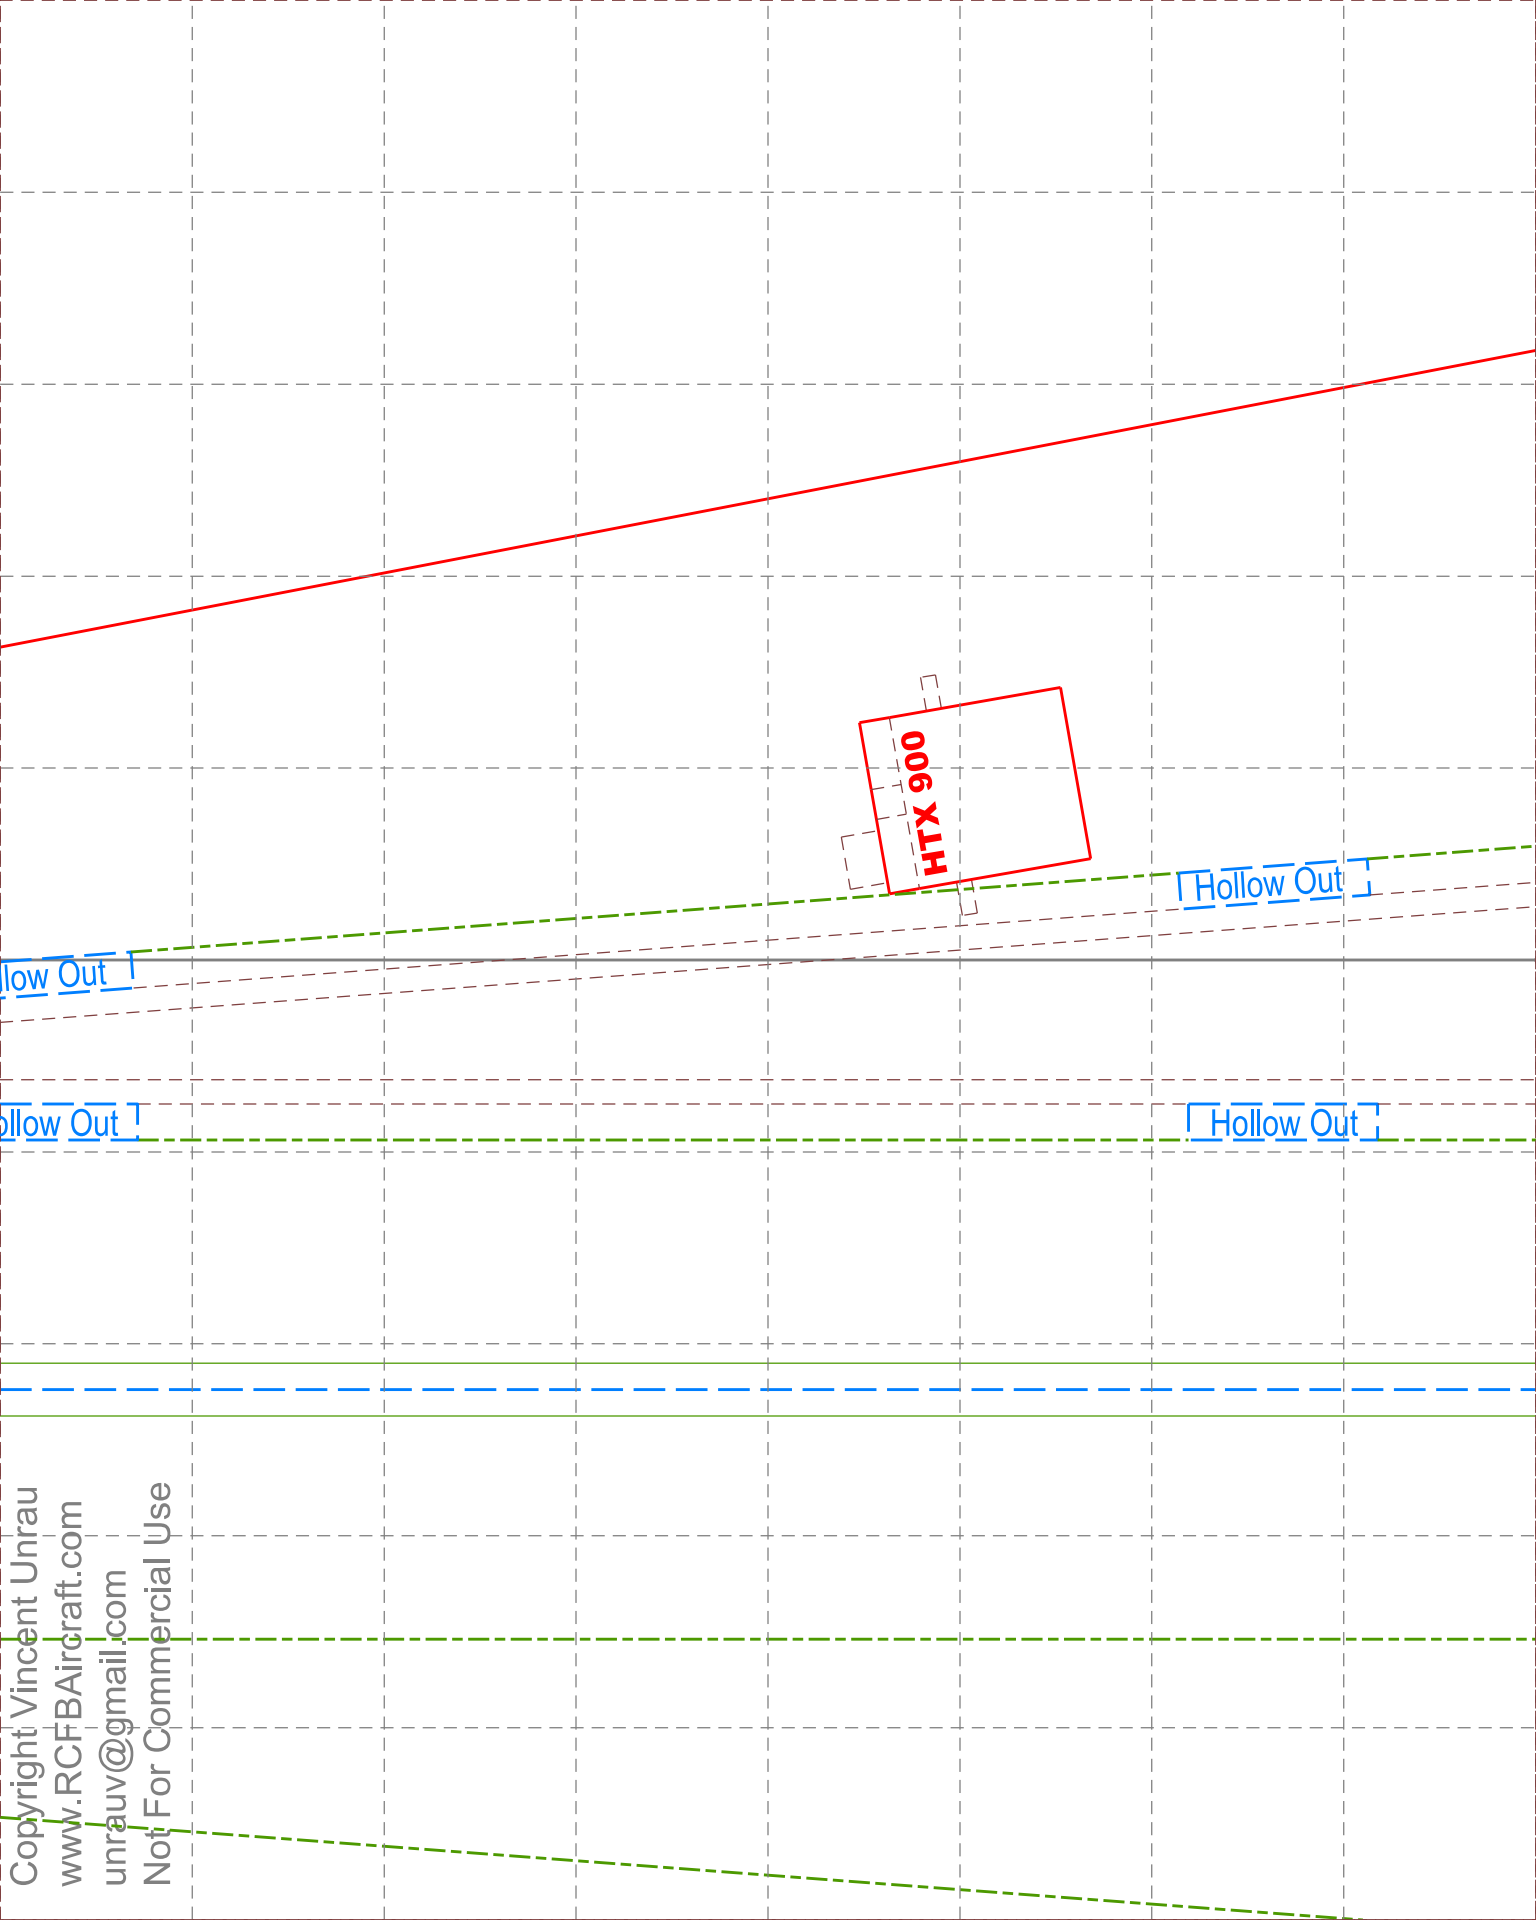 HTX 900
Hollow Out
llow Out
ollow Out
Hollow Out
Copyright Vincent Unrau
www.RCFBAircraft.com
unrauv@gmail.com
Not For Commercial Use